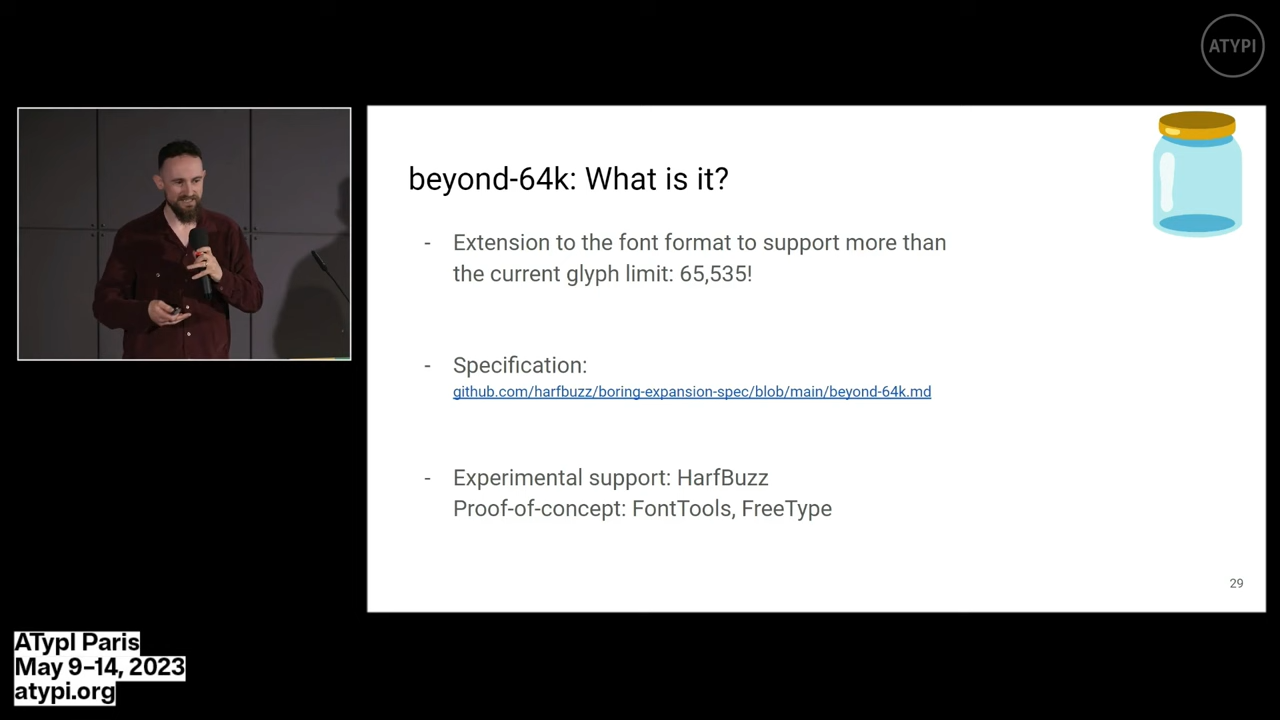 ATYPI
beyond-64k: What is it?
- Extension to the font format to support more than
the current glyph limit: 65,535!
- Specification:
github.com/harfbuzz/boring-expansion-spec/blob/main/beyond-64k.md
- Experimental support: HarfBuzz
Proof-of-concept: FontTools, FreeType
29
ATypI Paris
May 9–14, 2023
atypi.org